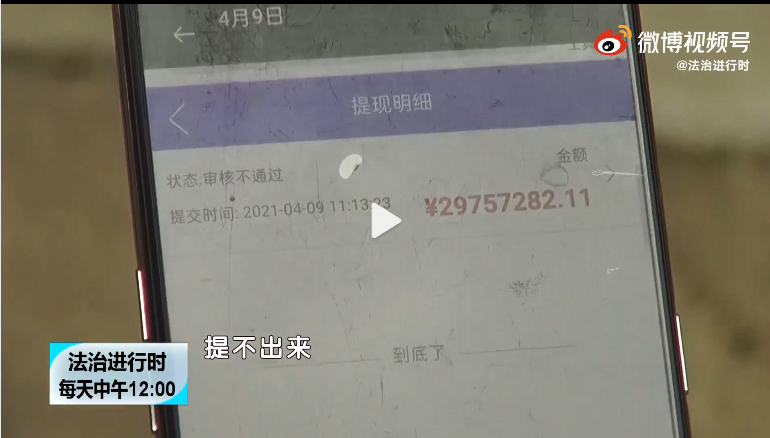 4月9日
微博视频号
@法治进行时
提现明细
金额
状态:审核不通过
提交时间: 2021-04-09 11:13:23
¥29757282.11
提不出来
到底了
法治进行时
每天中午12:00